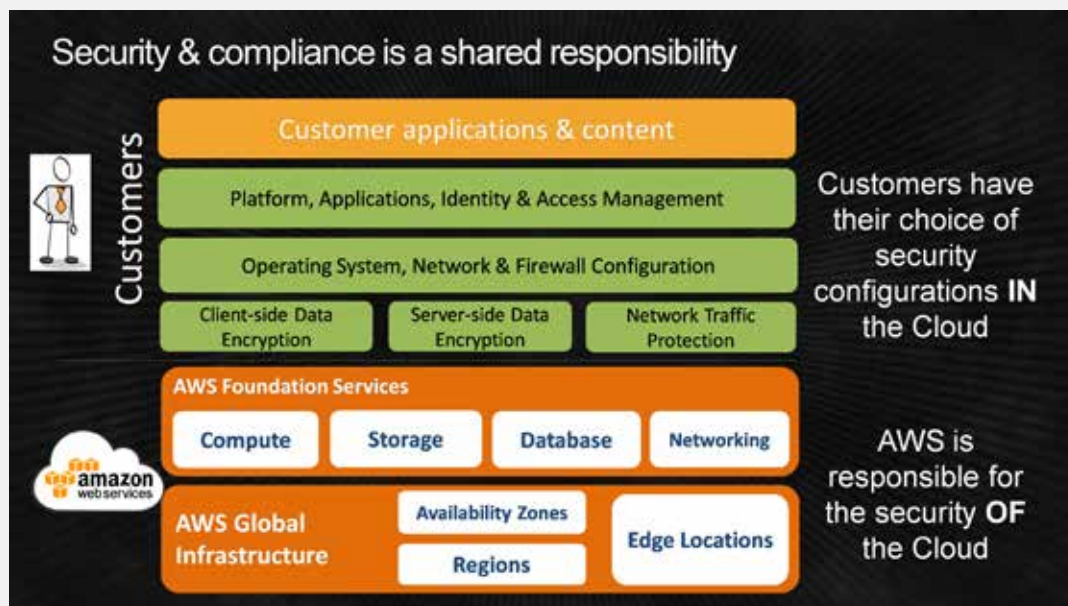 Security & compliance is a shared responsibility
Customers
Customer applications & content
Platform, Applications, Identity & Access Management
Operating System, Network & Firewall Configuration
Client-side Data
Encryption
Server-side Data
Encryption
Network Traffic
Protection
Customers have
their choice of
security
configurations IN
the Cloud
amazon
webservices
AWS Foundation Services
Compute
Storage
Database
Networking
AWS Global
Infrastructure
Availability Zones
Regions
Edge Locations
AWS is
responsible for
the security OF
the Cloud